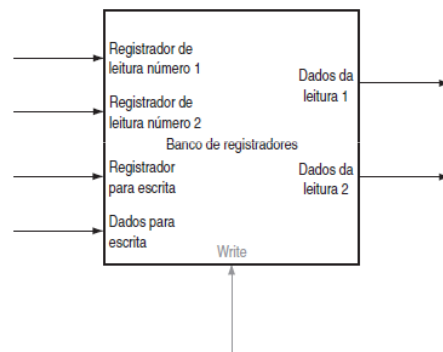 Registrador de
leitura número 1
Dados da
leitura 1
Registrador de
leitura número 2
Banco de registradores
Registrador
para escrita
Dados da
leitura 2
Dados para
escrita
Write